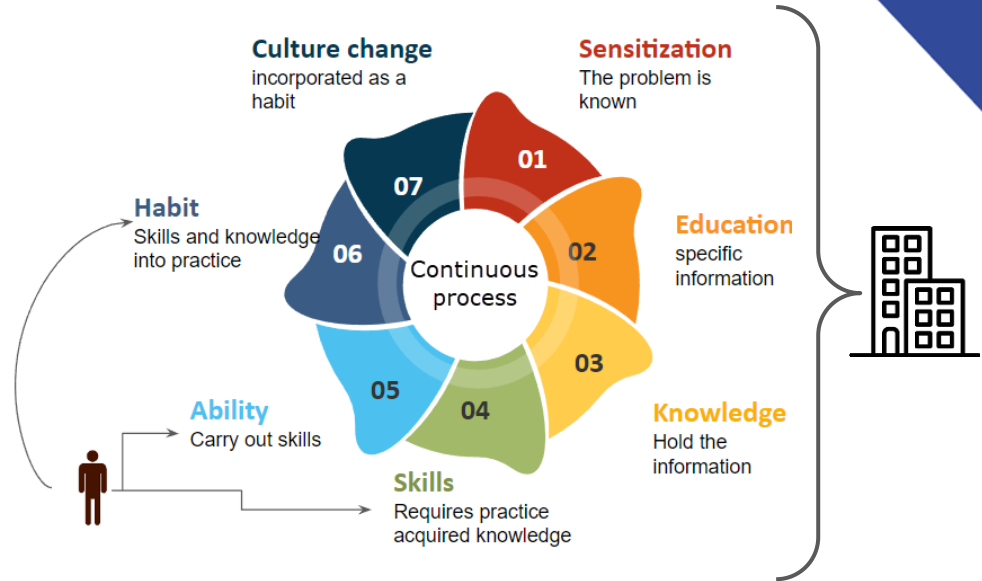 Culture change
incorporated as a
habit
Sensitization
The problem is
known
01
07
Habit
Skills and knowledge
into practice
06
02
Education
specific
information
Continuous
process
05
04
03
Ability
Carry out skills
Knowledge
Hold the
information
Skills
Requires practice
acquired knowledge